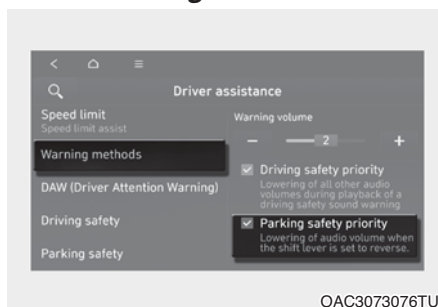 Driver assistance
Speed limit
Speed limit assist
Warning methods
DAW (Driver Attention Warning)
Driving safety
Parking safety
Warning volume
– 2 +
Driving safety priority
Lowering of all other audio
volumes during playback of a
driving safety sound warning
Parking safety priority
Lowering of audio volume when
the shift lever is set to reverse.
OAC3073076TU